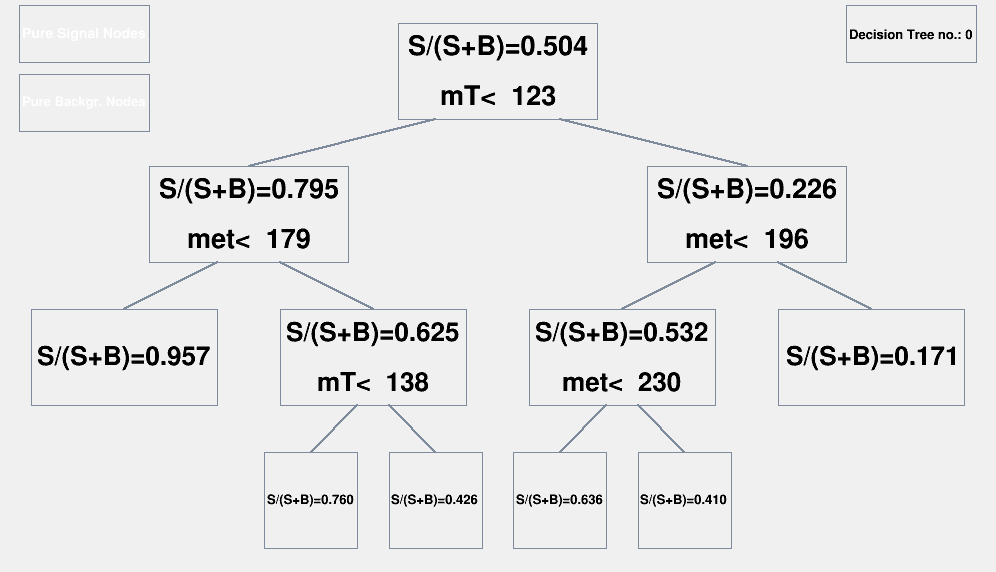 Pure Signal Nodes
Pure Backgr. Nodes
Decision Tree no.: 0
S/(S+B)=0.504
mT< 123
S/(S+B)=0.795
met< 179
S/(S+B)=0.226
met< 196
S/(S+B)=0.957
S/(S+B)=0.625
mT< 138
S/(S+B)=0.532
met< 230
S/(S+B)=0.171
S/(S+B)=0.760
S/(S+B)=0.426
S/(S+B)=0.636
S/(S+B)=0.410